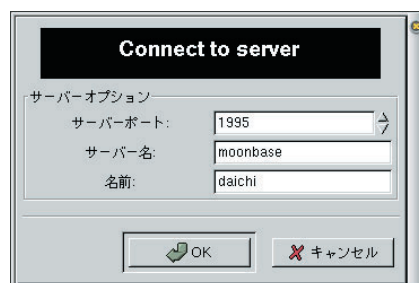 Connect to server
サーバーオプション
サーバーポート: 1995
サーバー名: moonbase
名前: daichi
OK キャンセル